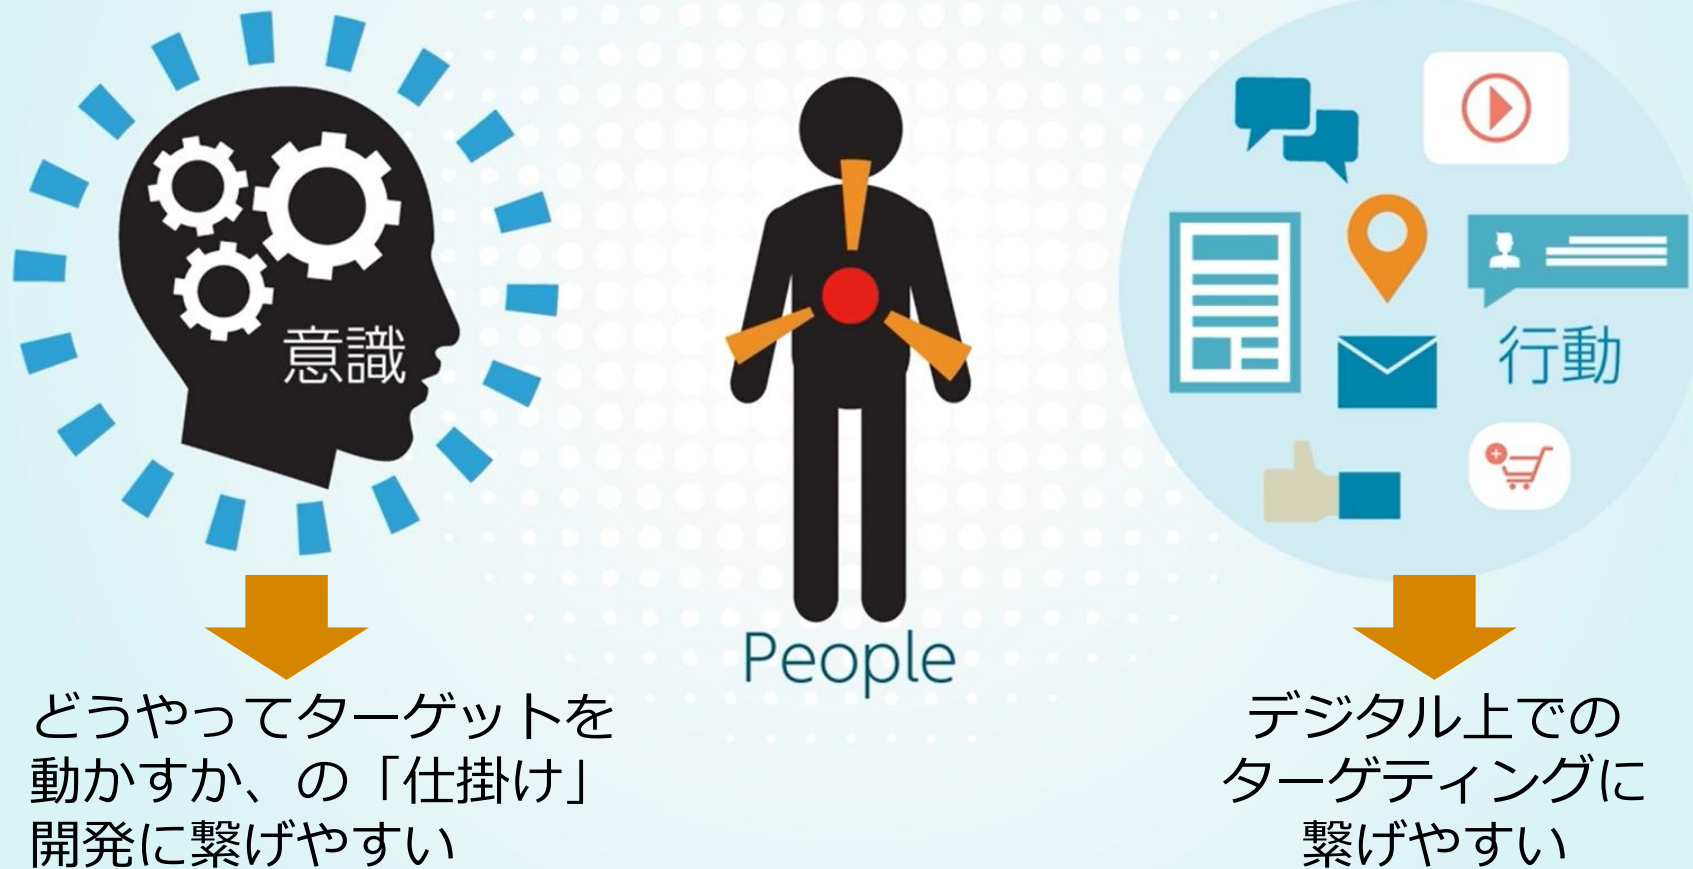 意識
行動
People
どうやってターゲットを
動かすか、の「仕掛け」
開発に繋げやすい
デジタル上での
ターゲティングに
繋げやすい